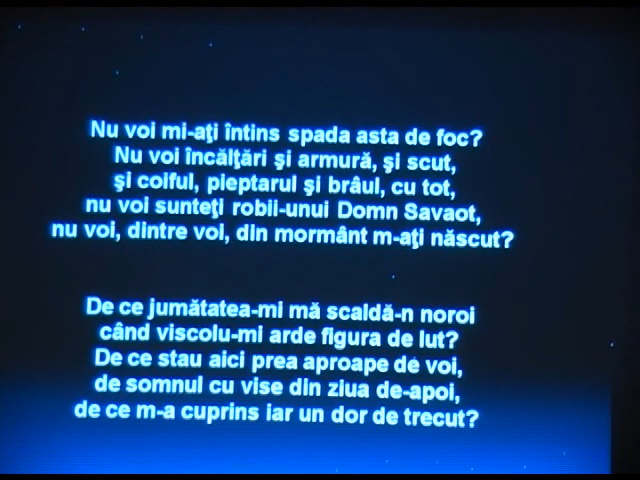 Nu voi mi-aţi întins spada asta de foc?
Nu voi încălţări şi armură, şi scut,
şi coiful, pieptarul şi brâul, cu tot,
nu voi sunteţi robii-unui Domn Savaot,
nu voi, dintre voi, din mormânt m-aţi născut?
De ce jumătatea-mi mă scaldă-n noroi
când viscolu-mi arde figura de lut?
De ce stau aici prea aproape de voi,
de somnul cu vise din ziua de-apoi,
de ce m-a cuprins iar un dor de trecut?